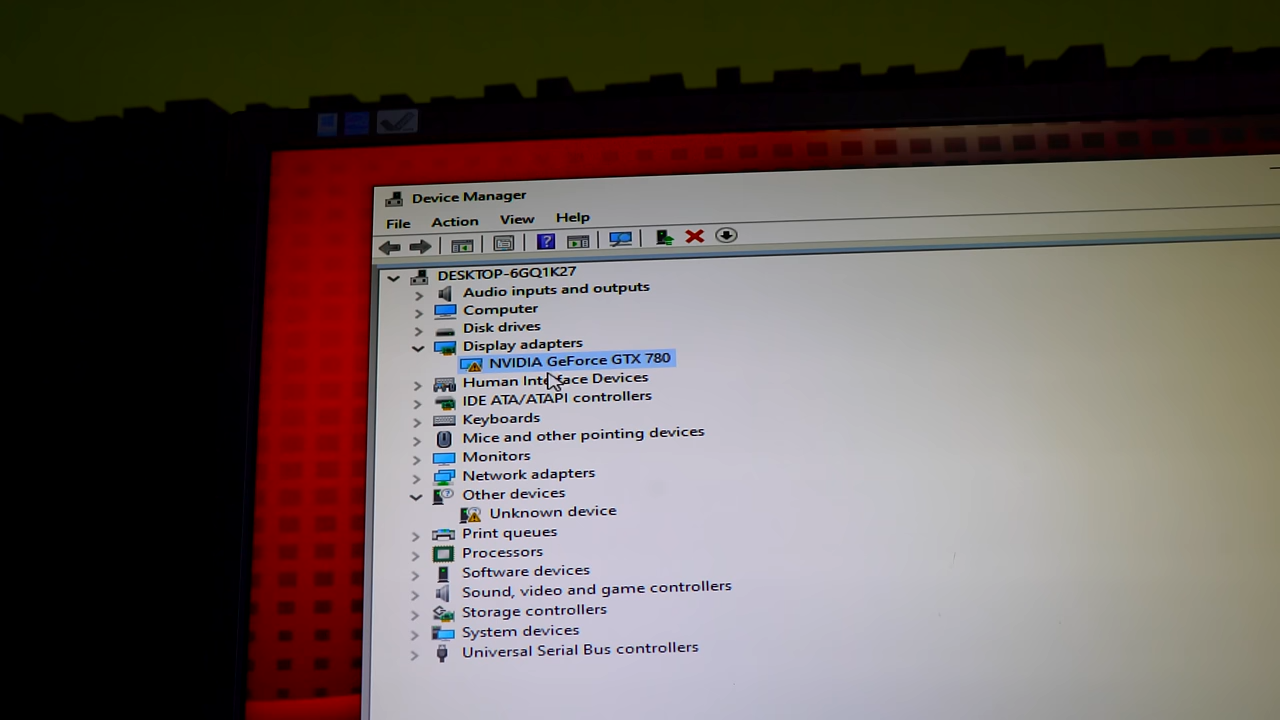 Device Manager
File Action View Help
DESKTOP-6GQ1K27
Audio inputs and outputs
Computer
Disk drives
Display adapters
NVIDIA GeForce GTX 780
Human Interface Devices
IDE ATA/ATAPI controllers
Keyboards
Mice and other pointing devices
Monitors
Network adapters
Other devices
Unknown device
Print queues
Processors
Software devices
Sound, video and game controllers
Storage controllers
System devices
Universal Serial Bus controllers